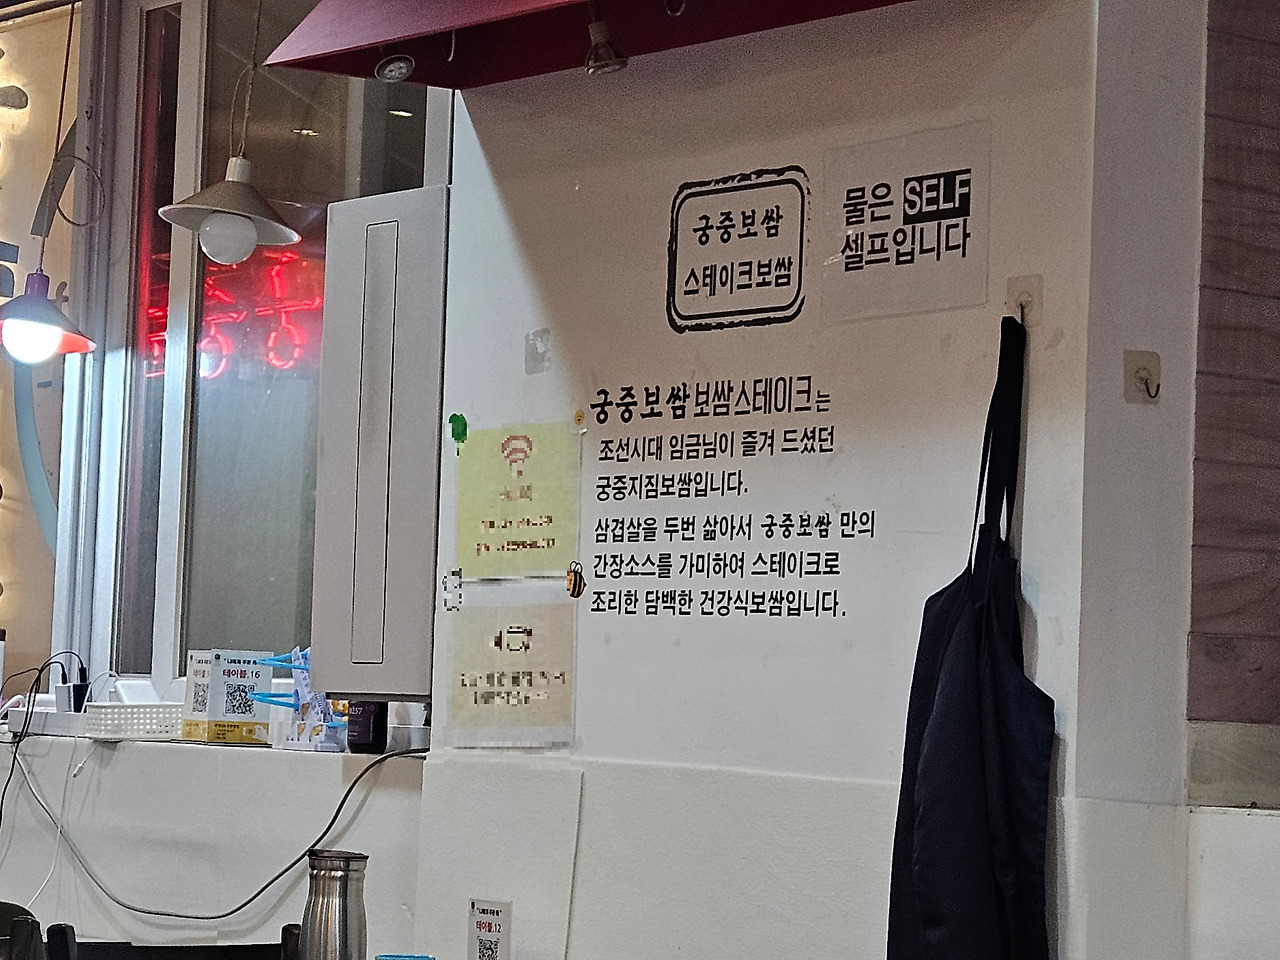 궁중보쌈
스테이크보쌈
물은 SELF
셀프입니다
궁중보쌈 보쌈스테이크는
조선시대 임금님이 즐겨 드셨던
궁중지짐보쌈입니다.
삼겹살을 두번 삶아서 궁중보쌈 만의
간장소스를 가미하여 스테이크로
조리한 담백한 건강식보쌈입니다.
테이블.16
테이블.12